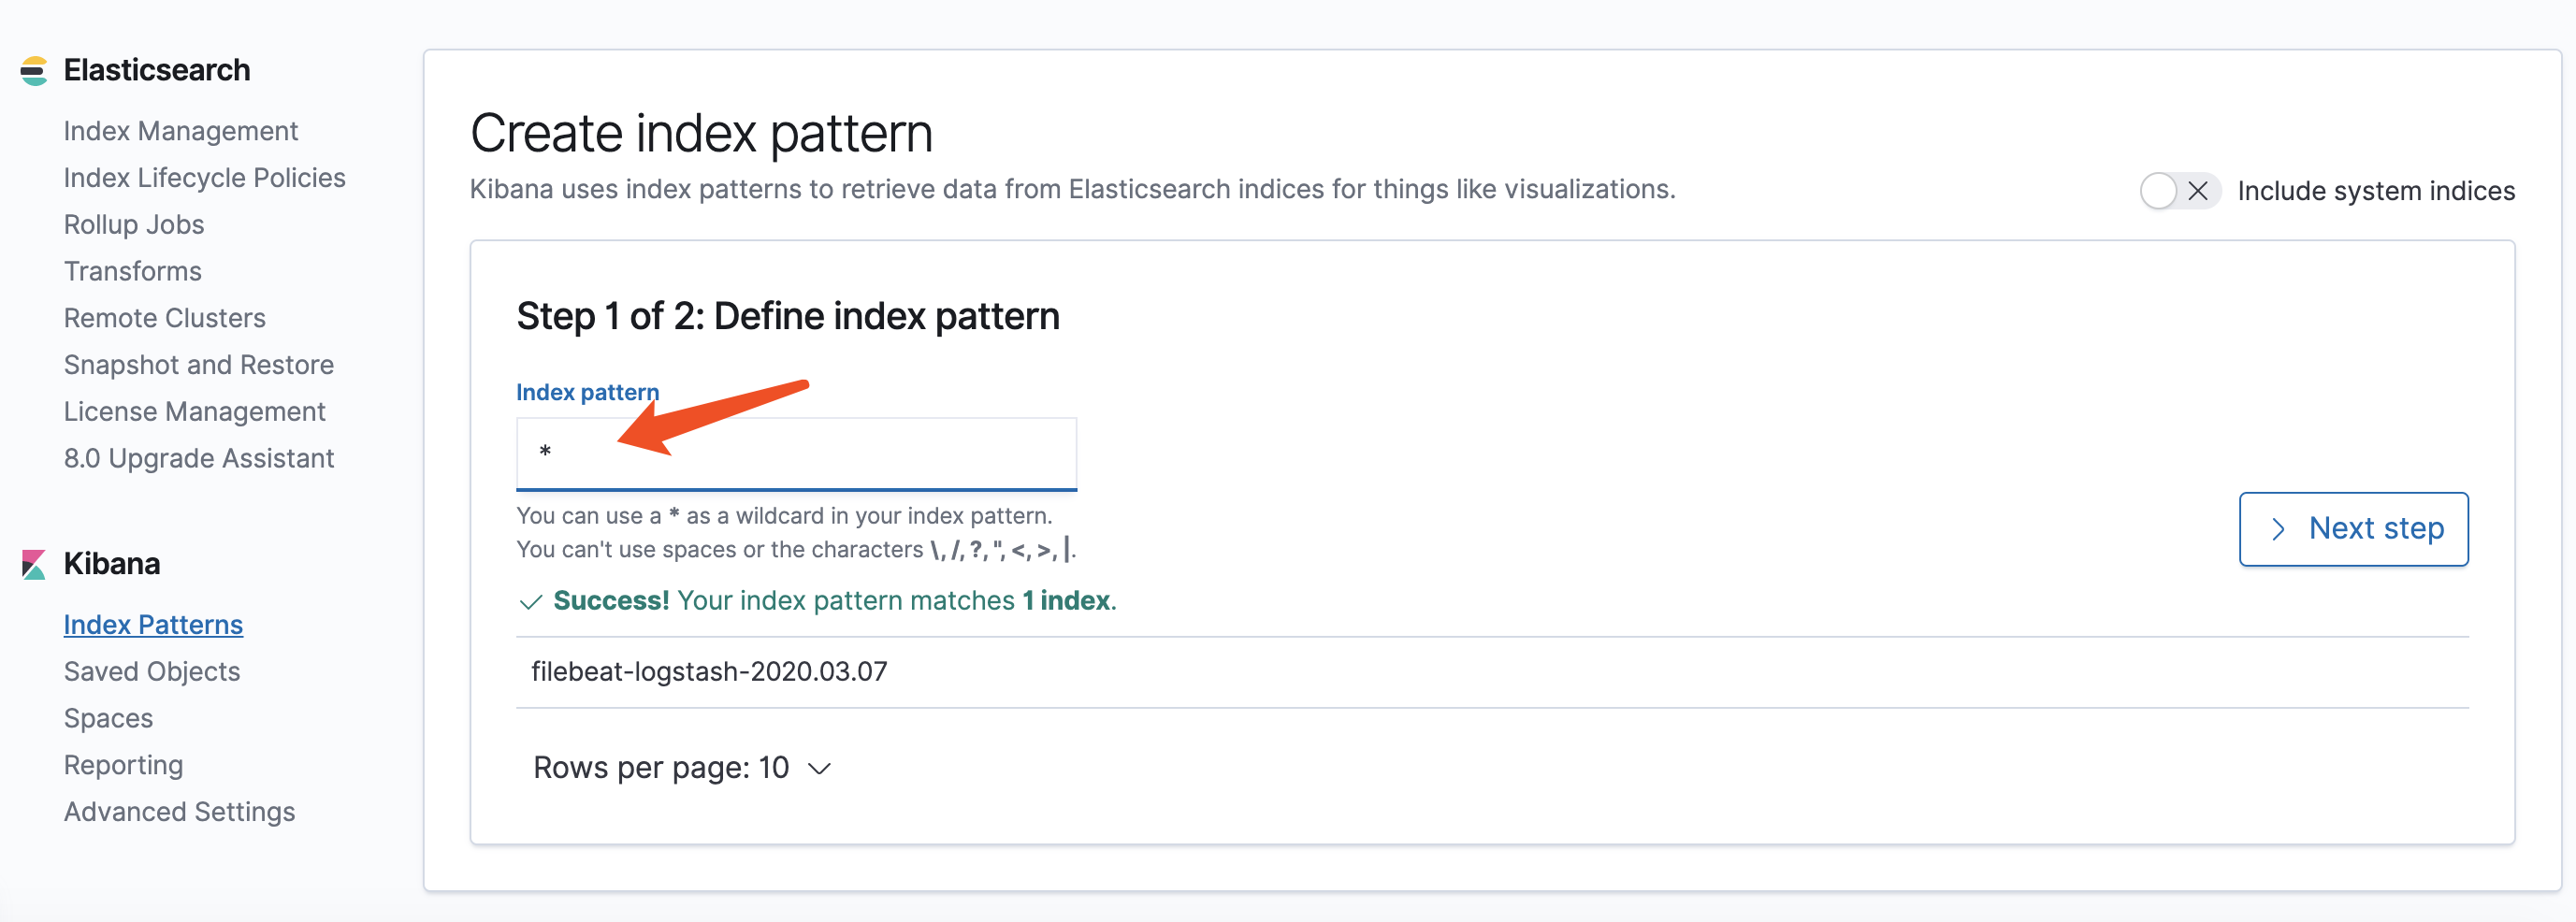 Elasticsearch
Index Management
Index Lifecycle Policies
Rollup Jobs
Transforms
Remote Clusters
Snapshot and Restore
License Management
8.0 Upgrade Assistant
Kibana
Index Patterns
Saved Objects
Spaces
Reporting
Advanced Settings
Create index pattern
Kibana uses index patterns to retrieve data from Elasticsearch indices for things like visualizations.
Include system indices
Step 1 of 2: Define index pattern
Index pattern
*
You can use a * as a wildcard in your index pattern.
You can't use spaces or the characters \, /, ?, ", <, >, |.
Next step
Success! Your index pattern matches 1 index.
filebeat-logstash-2020.03.07
Rows per page: 10